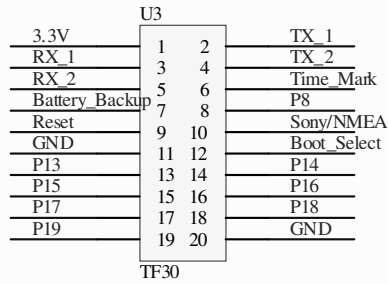 U3
3.3V 1 2 TX_1
RX_1 3 4 TX_2
RX_2 5 6 Time_Mark
Battery_Backup 7 8 P8
Reset 9 10 Sony/NMEA
GND 11 12 Boot_Select
P13 13 14 P14
P15 15 16 P16
P17 17 18 P18
P19 19 20 GND
TF30